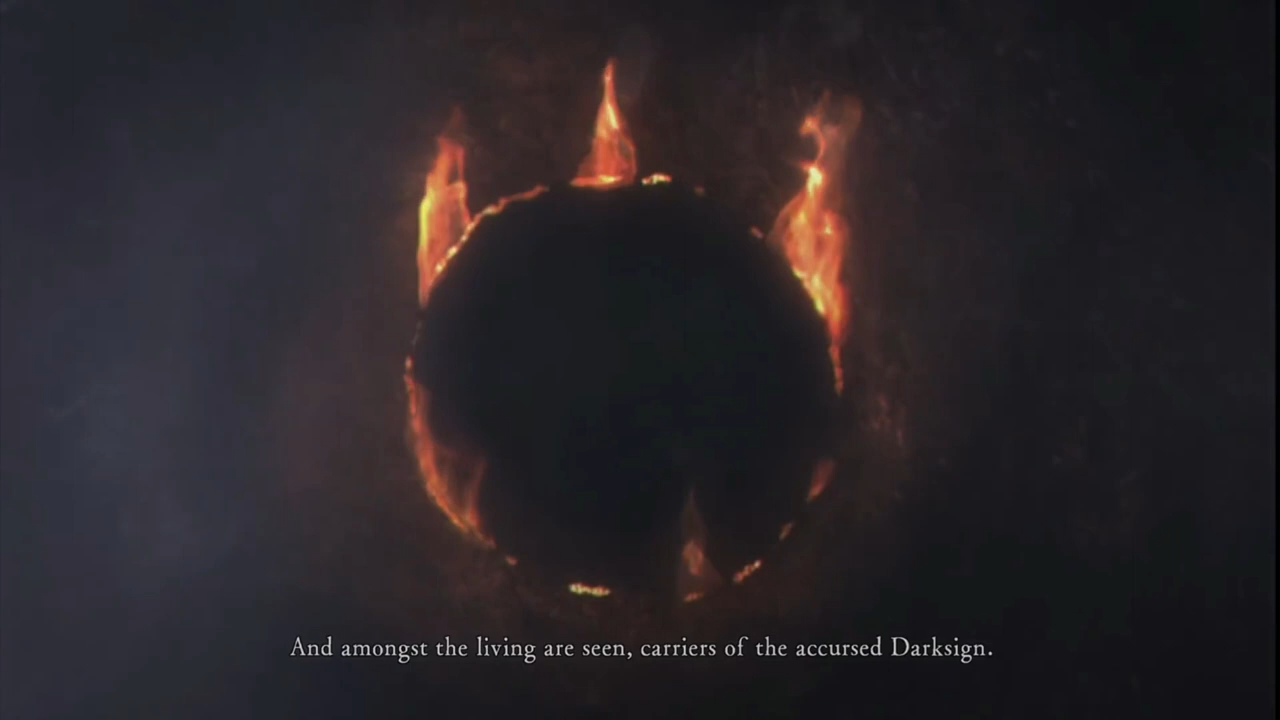 And amongst the living are seen, carriers of the accursed Darksign.